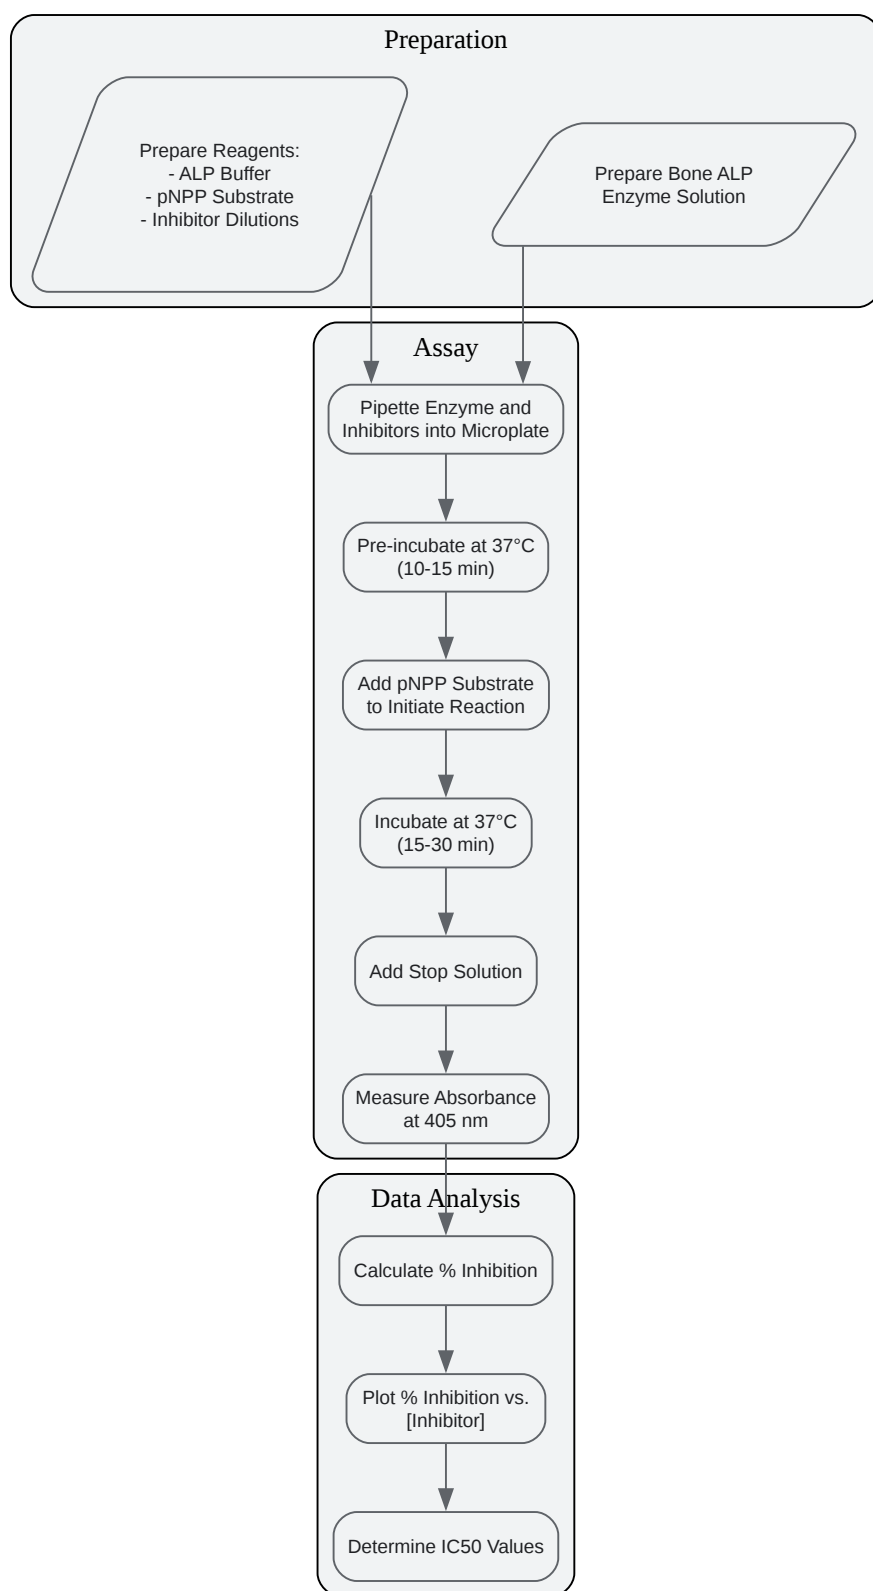 Preparation
Prepare Reagents:
- ALP Buffer
- pNPP Substrate
- Inhibitor Dilutions
Prepare Bone ALP
Enzyme Solution
Assay
Pipette Enzyme and
Inhibitors into Microplate
Pre-incubate at 37°C
(10-15 min)
Add pNPP Substrate
to Initiate Reaction
Incubate at 37°C
(15-30 min)
Add Stop Solution
Measure Absorbance
at 405 nm
Data Analysis
Calculate % Inhibition
Plot % Inhibition vs.
[Inhibitor]
Determine IC50 Values